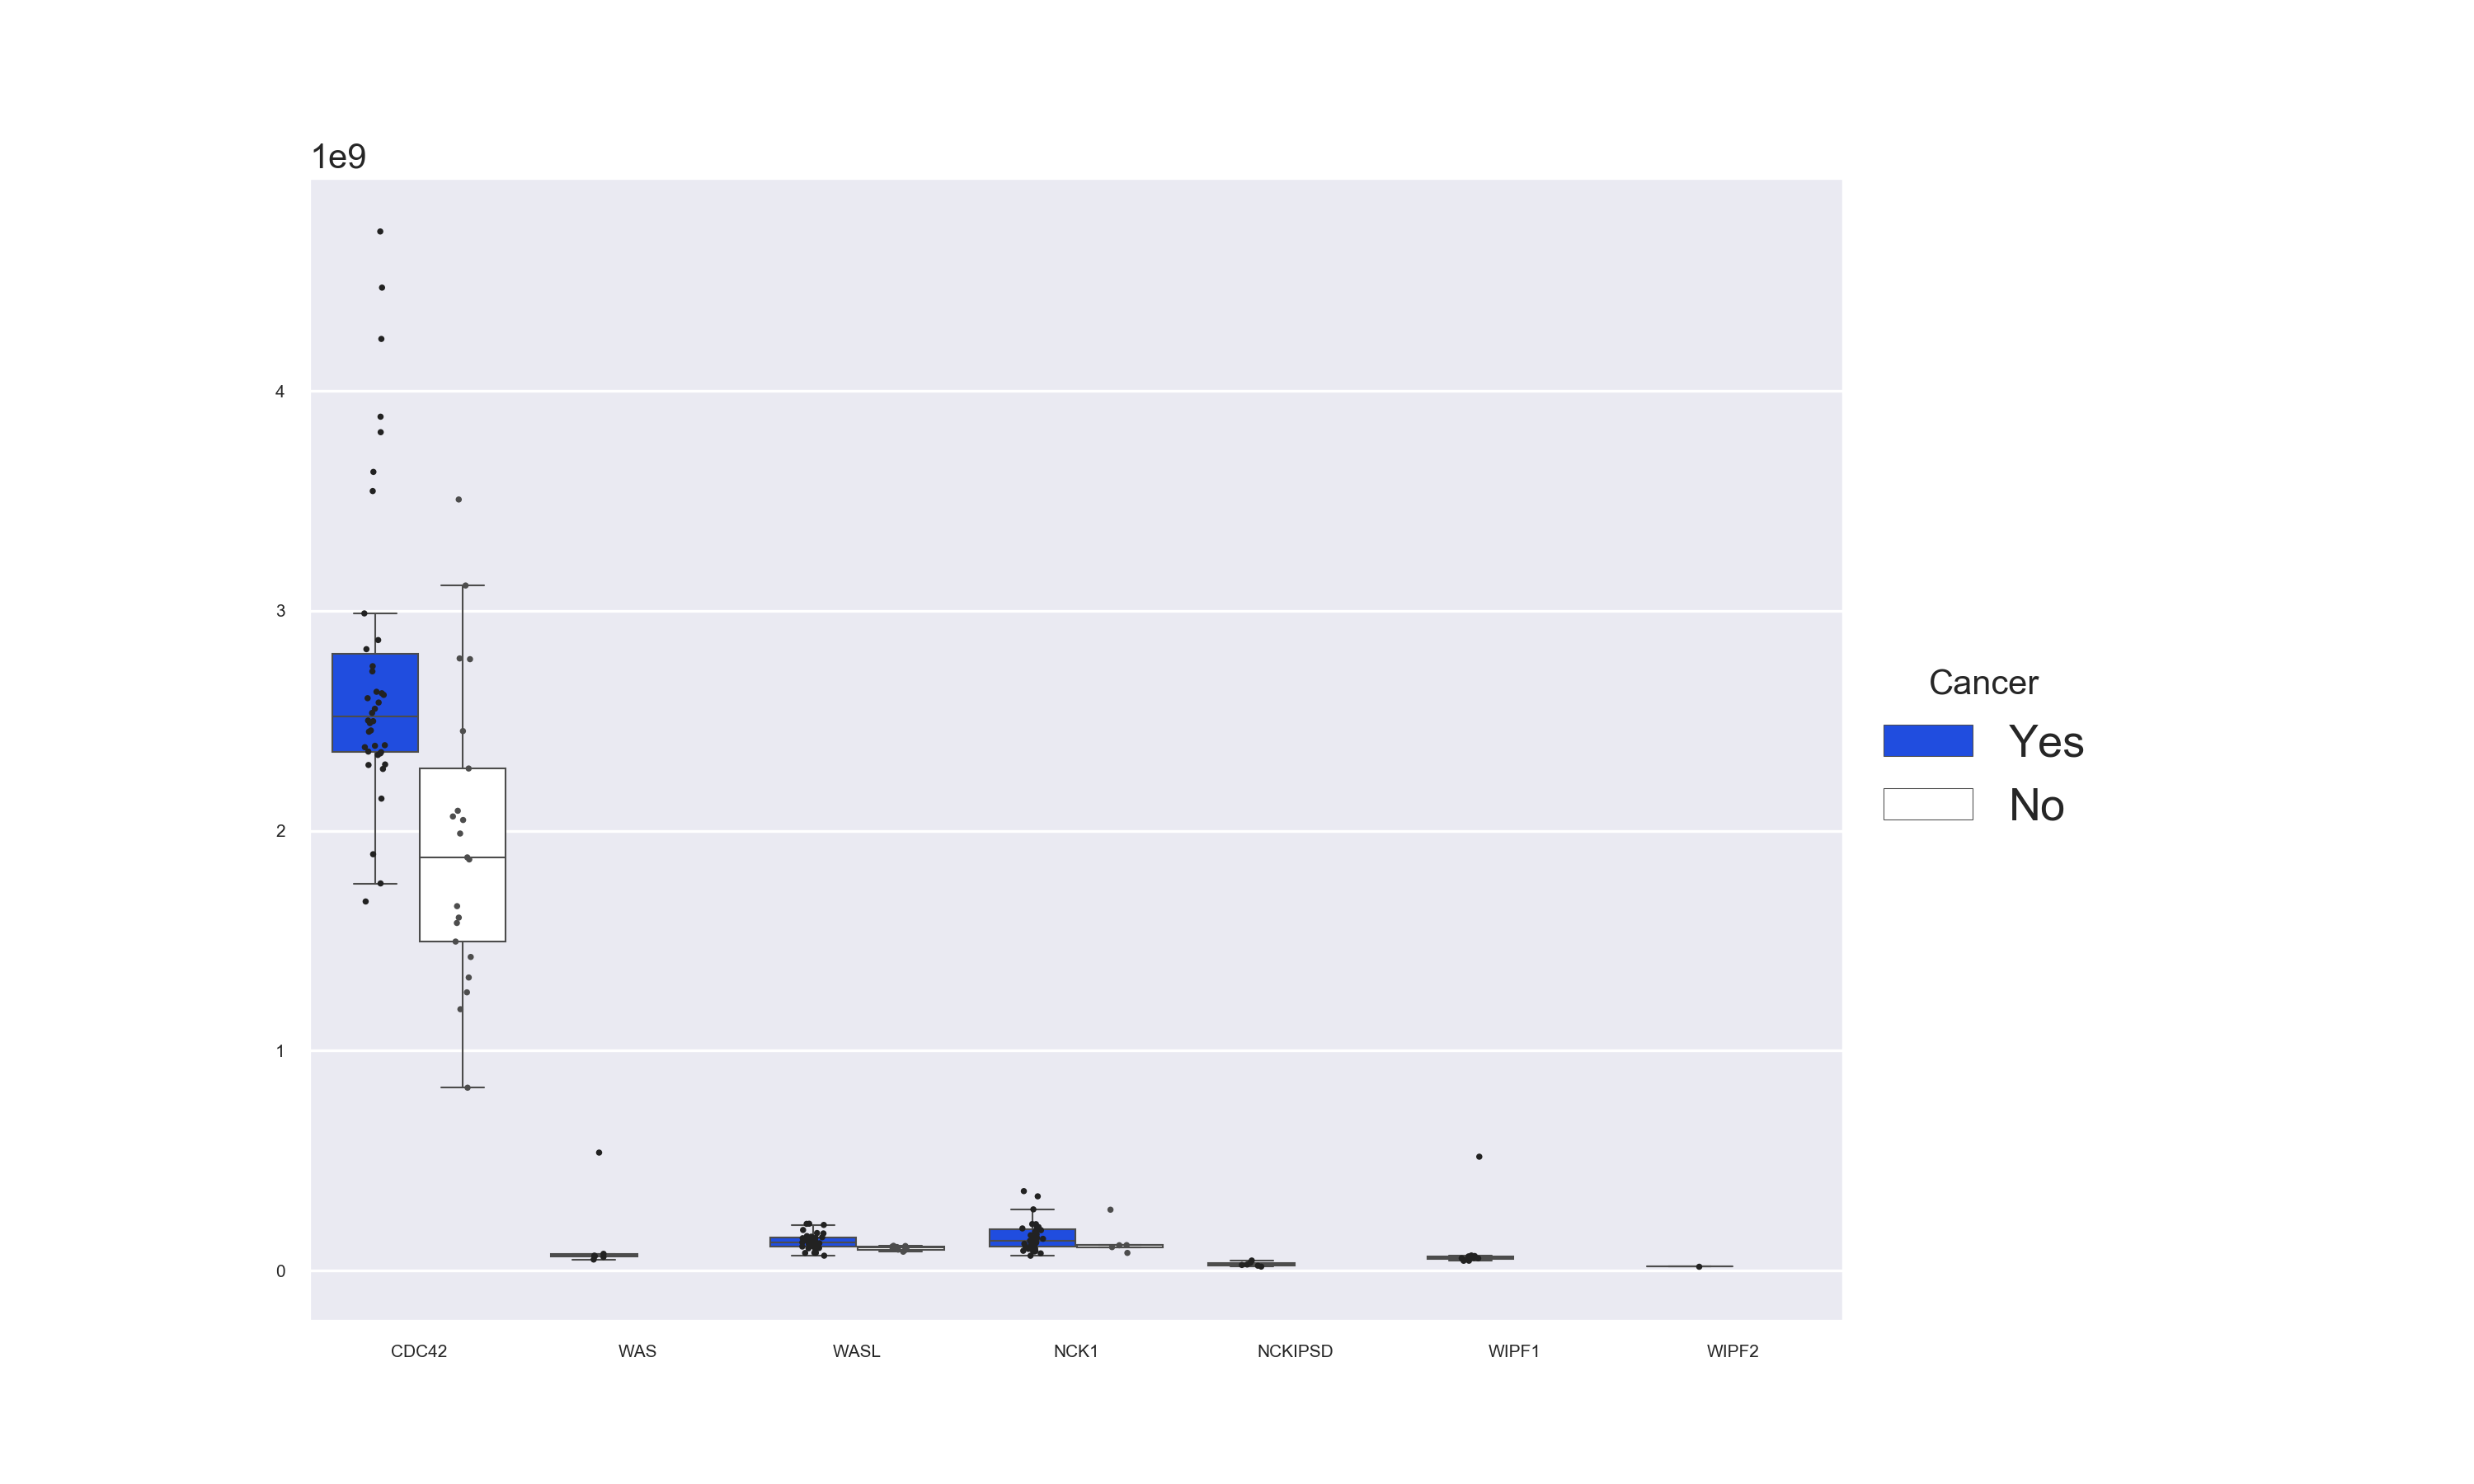 1e9
4
3
2
1
0
CDC42 WAS WASL NCK1 NCKIPSD WIPF1 WIPF2
Cancer
Yes
No